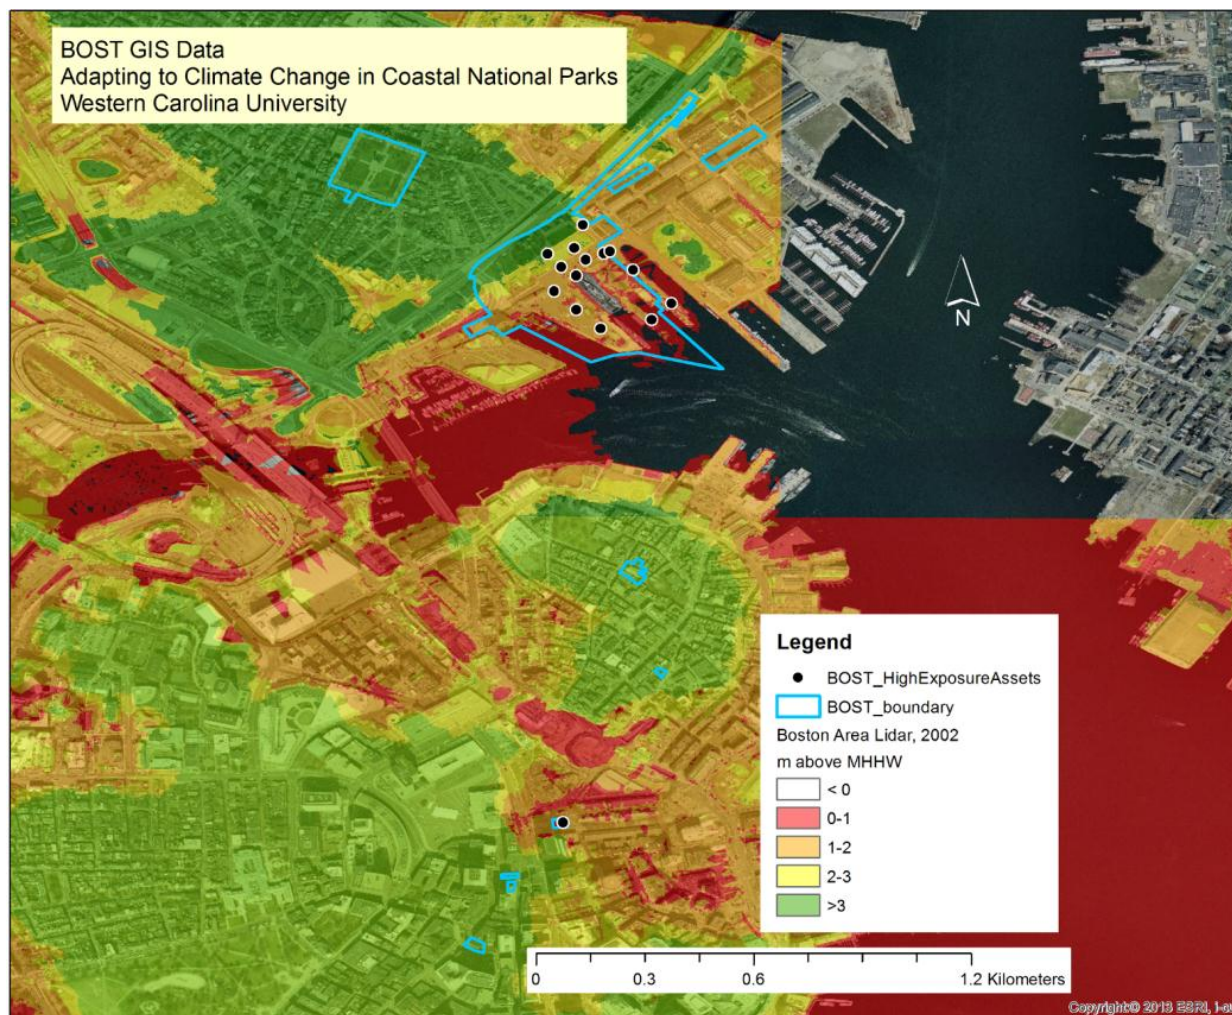 BOST GIS Data
Adapting to Climate Change in Coastal National Parks
Western Carolina University
N
Legend
BOST_HighExposureAssets
BOST_boundary
Boston Area Lidar, 2002
m above MHHW
< 0
0-1
1-2
2-3
>3
0 0.3 0.6 1.2 Kilometers
Copyright© 2013 ESRI,